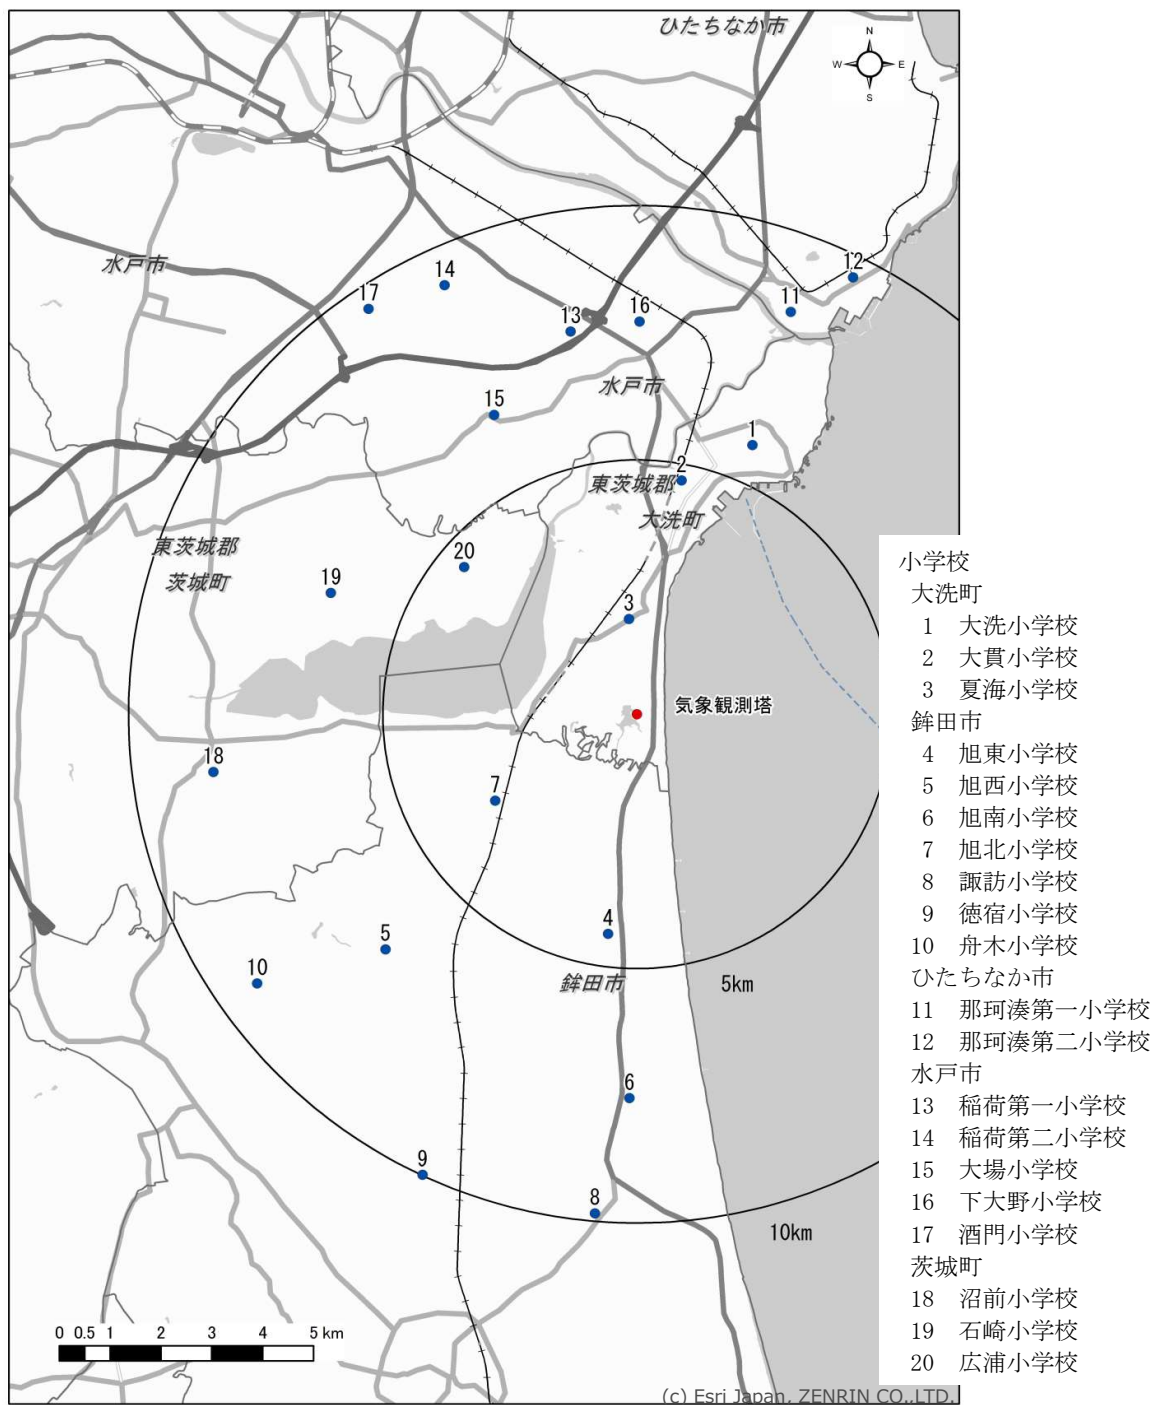 ひたちなか市
N
W
E
S
水戸市
12
14
17
11
16
13
水戸市
15
1
2
東茨城郡
大洗町
東茨城郡
茨城町
20
19
3
気象観測塔
18
7
4
5
10
鉾田市
5km
6
9
8
10km
0 0.5 1 2 3 4 5 km
(c) Esri Japan, ZENRIN CO.,LTD.
小学校
大洗町
1 大洗小学校
2 大貫小学校
3 夏海小学校
鉾田市
4 旭東小学校
5 旭西小学校
6 旭南小学校
7 旭北小学校
8 諏訪小学校
9 徳宿小学校
10 舟木小学校
ひたちなか市
11 那珂湊第一小学校
12 那珂湊第二小学校
水戸市
13 稲荷第一小学校
14 稲荷第二小学校
15 大場小学校
16 下大野小学校
17 酒門小学校
茨城町
18 沼前小学校
19 石崎小学校
20 広浦小学校